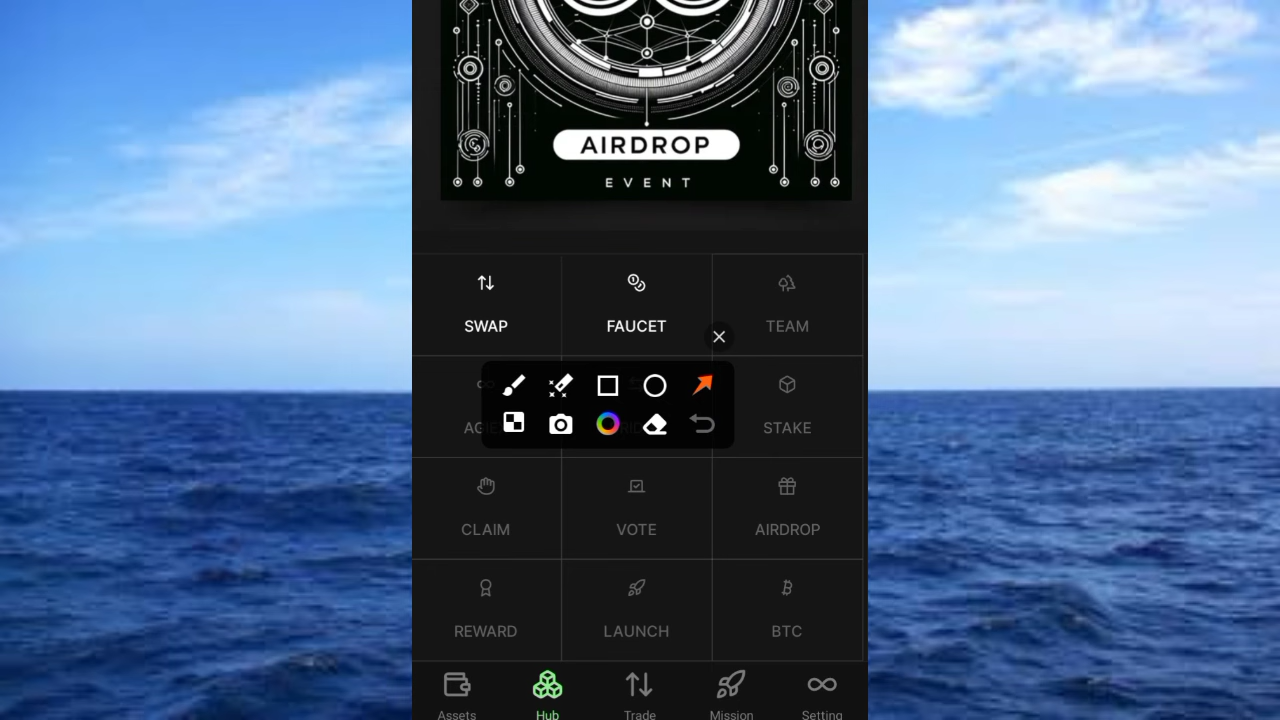 AIRDROP
EVENT
SWAP FAUCET TEAM
STAKE
CLAIM VOTE AIRDROP
REWARD LAUNCH BTC
Assets Hub Trade Mission Setting